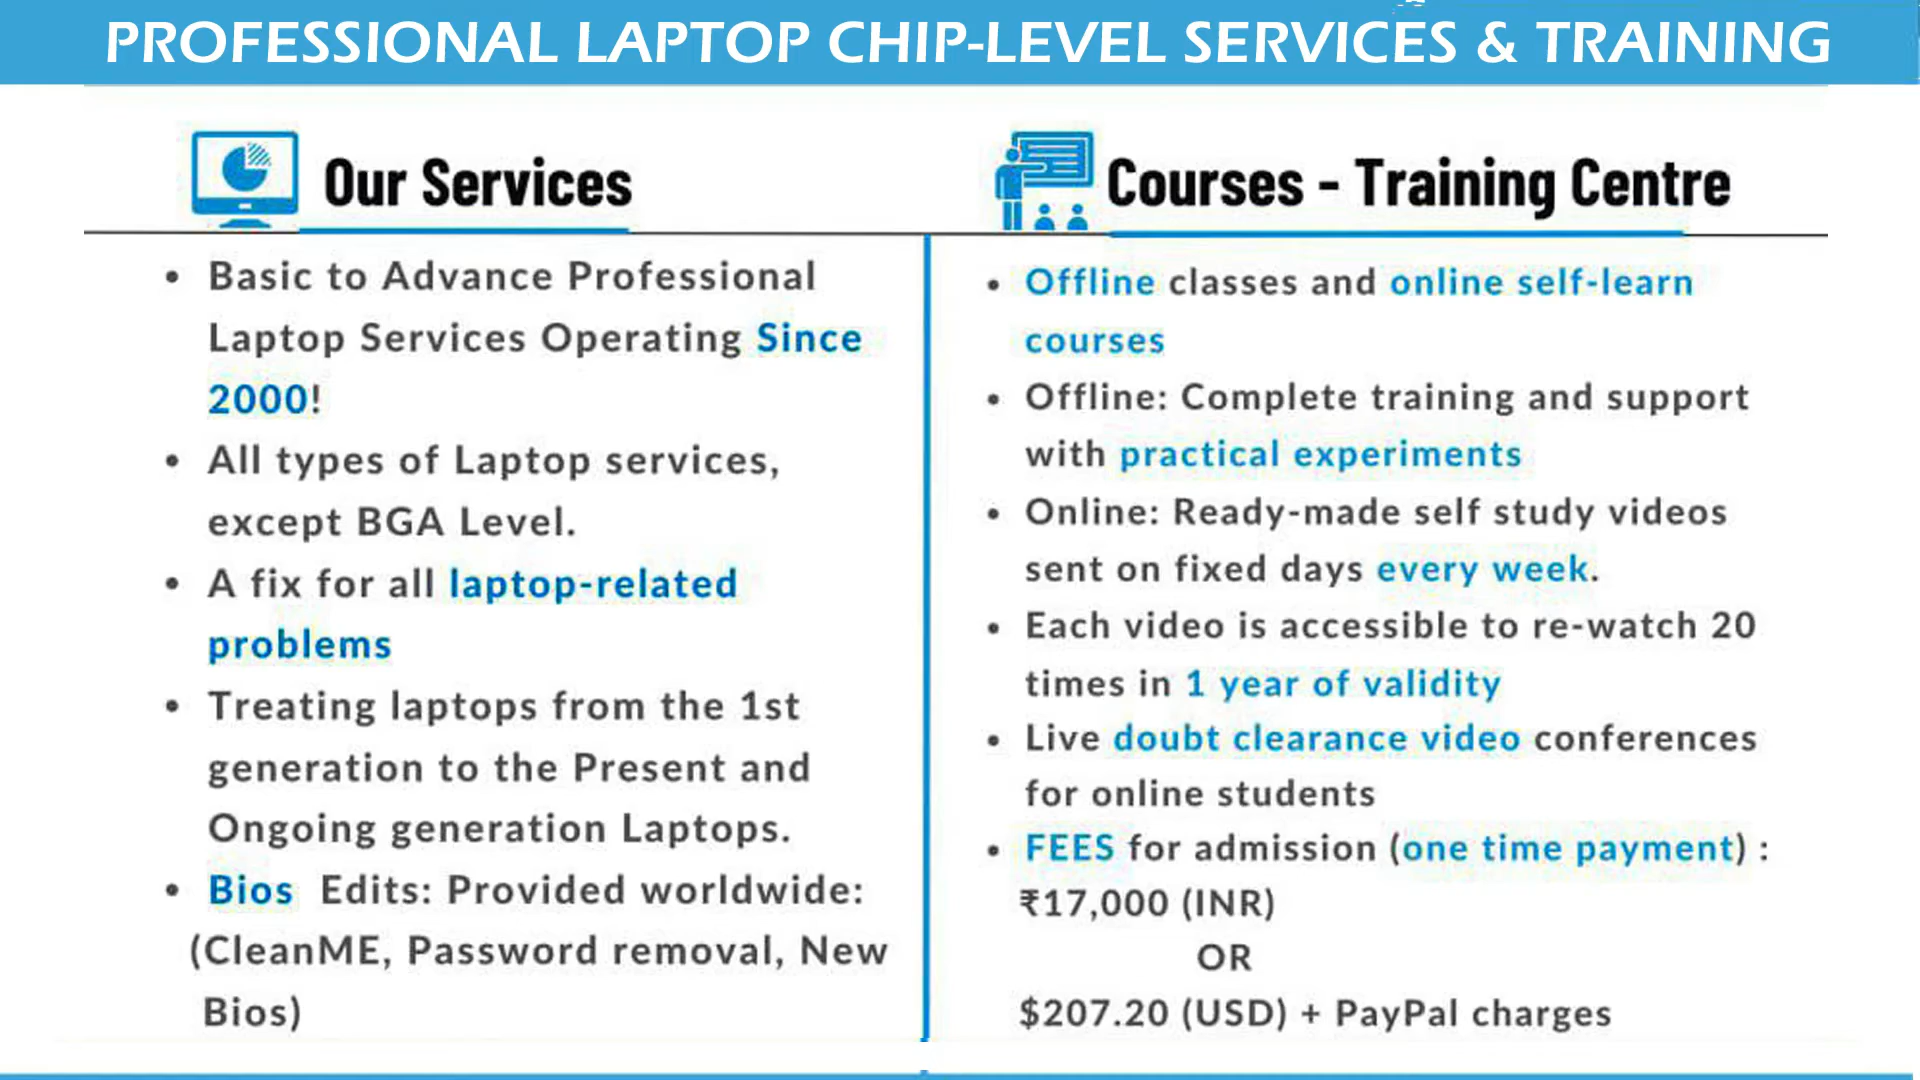 PROFESSIONAL LAPTOP CHIP-LEVEL SERVICES & TRAINING
Our Services
• Basic to Advance Professional
Laptop Services Operating Since
2000!
• All types of Laptop services,
except BGA Level.
• A fix for all laptop-related
problems
• Treating laptops from the 1st
generation to the Present and
Ongoing generation Laptops.
• Bios Edits: Provided worldwide:
(CleanME, Password removal, New
Bios)
Courses - Training Centre
• Offline classes and online self-learn
courses
• Offline: Complete training and support
with practical experiments
• Online: Ready-made self study videos
sent on fixed days every week.
• Each video is accessible to re-watch 20
times in 1 year of validity
• Live doubt clearance video conferences
for online students
• FEES for admission (one time payment) :
₹17,000 (INR)
OR
$207.20 (USD) + PayPal charges